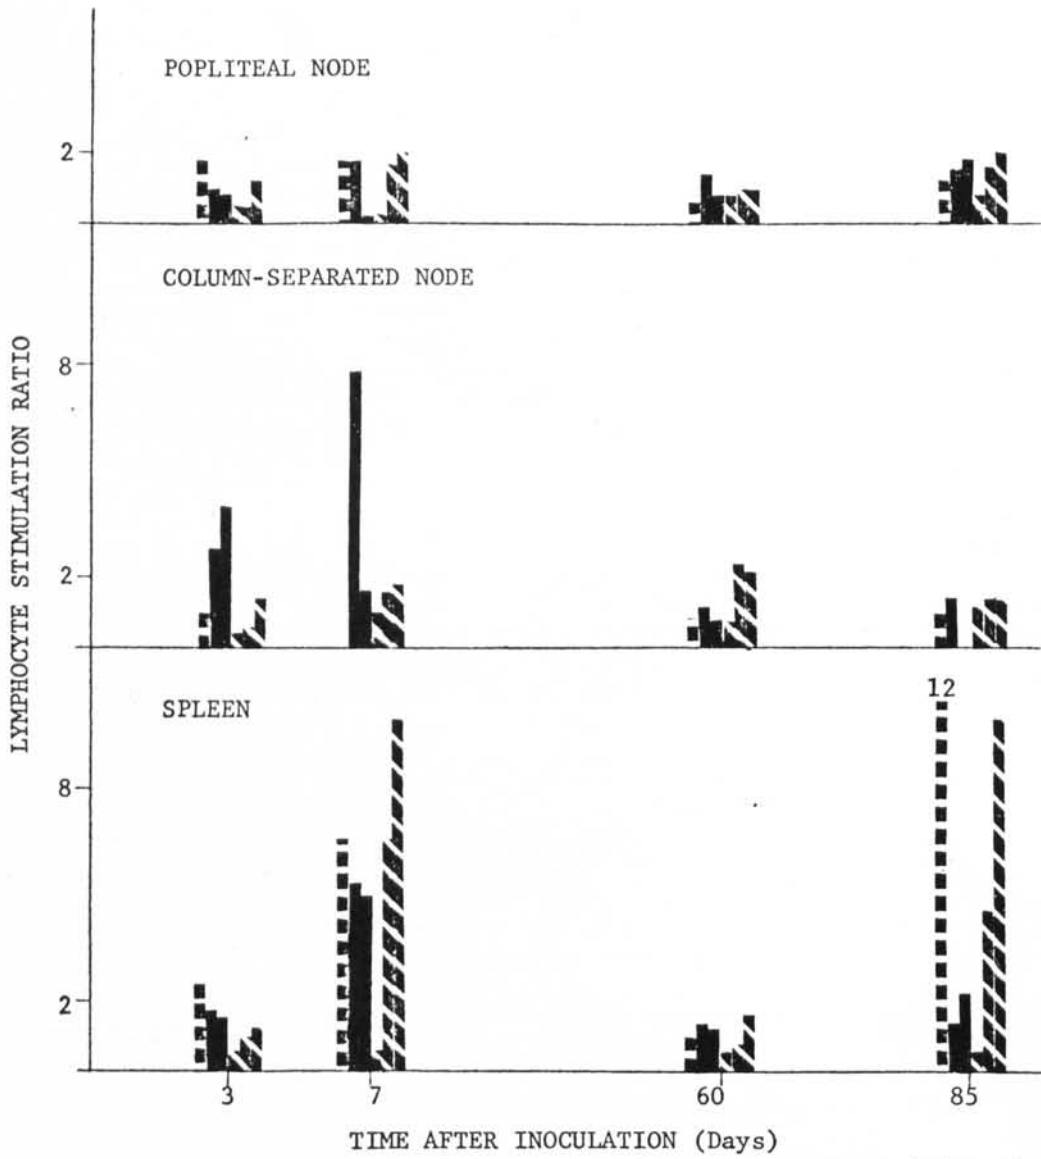 POPLITEAL NODE
2
COLUMN-SEPARATED NODE
8
2
LYMPHOCYTE STIMULATION RATIO
SPLEEN
12
8
2
3 7 60 85
TIME AFTER INOCULATION (Days)